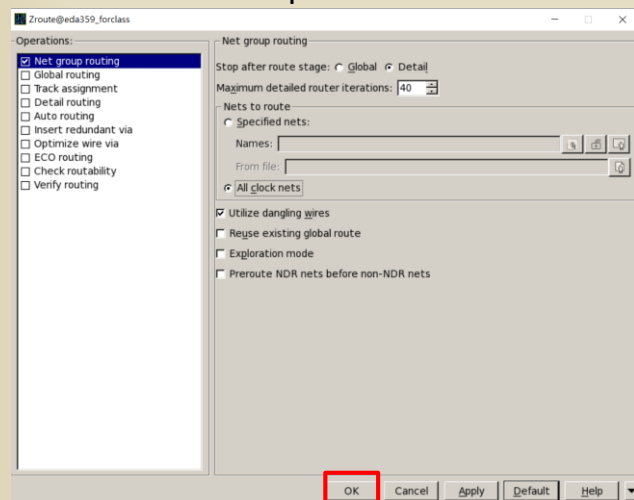 Zroute@eda359_forclass
Operations:
Net group routing
Global routing
Track assignment
Detail routing
Auto routing
Insert redundant via
Optimize wire via
ECO routing
Check routability
Verify routing
Net group routing
Stop after route stage: Global Detail
Maximum detailed router iterations: 40
Nets to route
Specified nets:
Names:
From file:
All clock nets
Utilize dangling wires
Reuse existing global route
Exploration mode
Preroute NDR nets before non-NDR nets
OK Cancel Apply Default Help